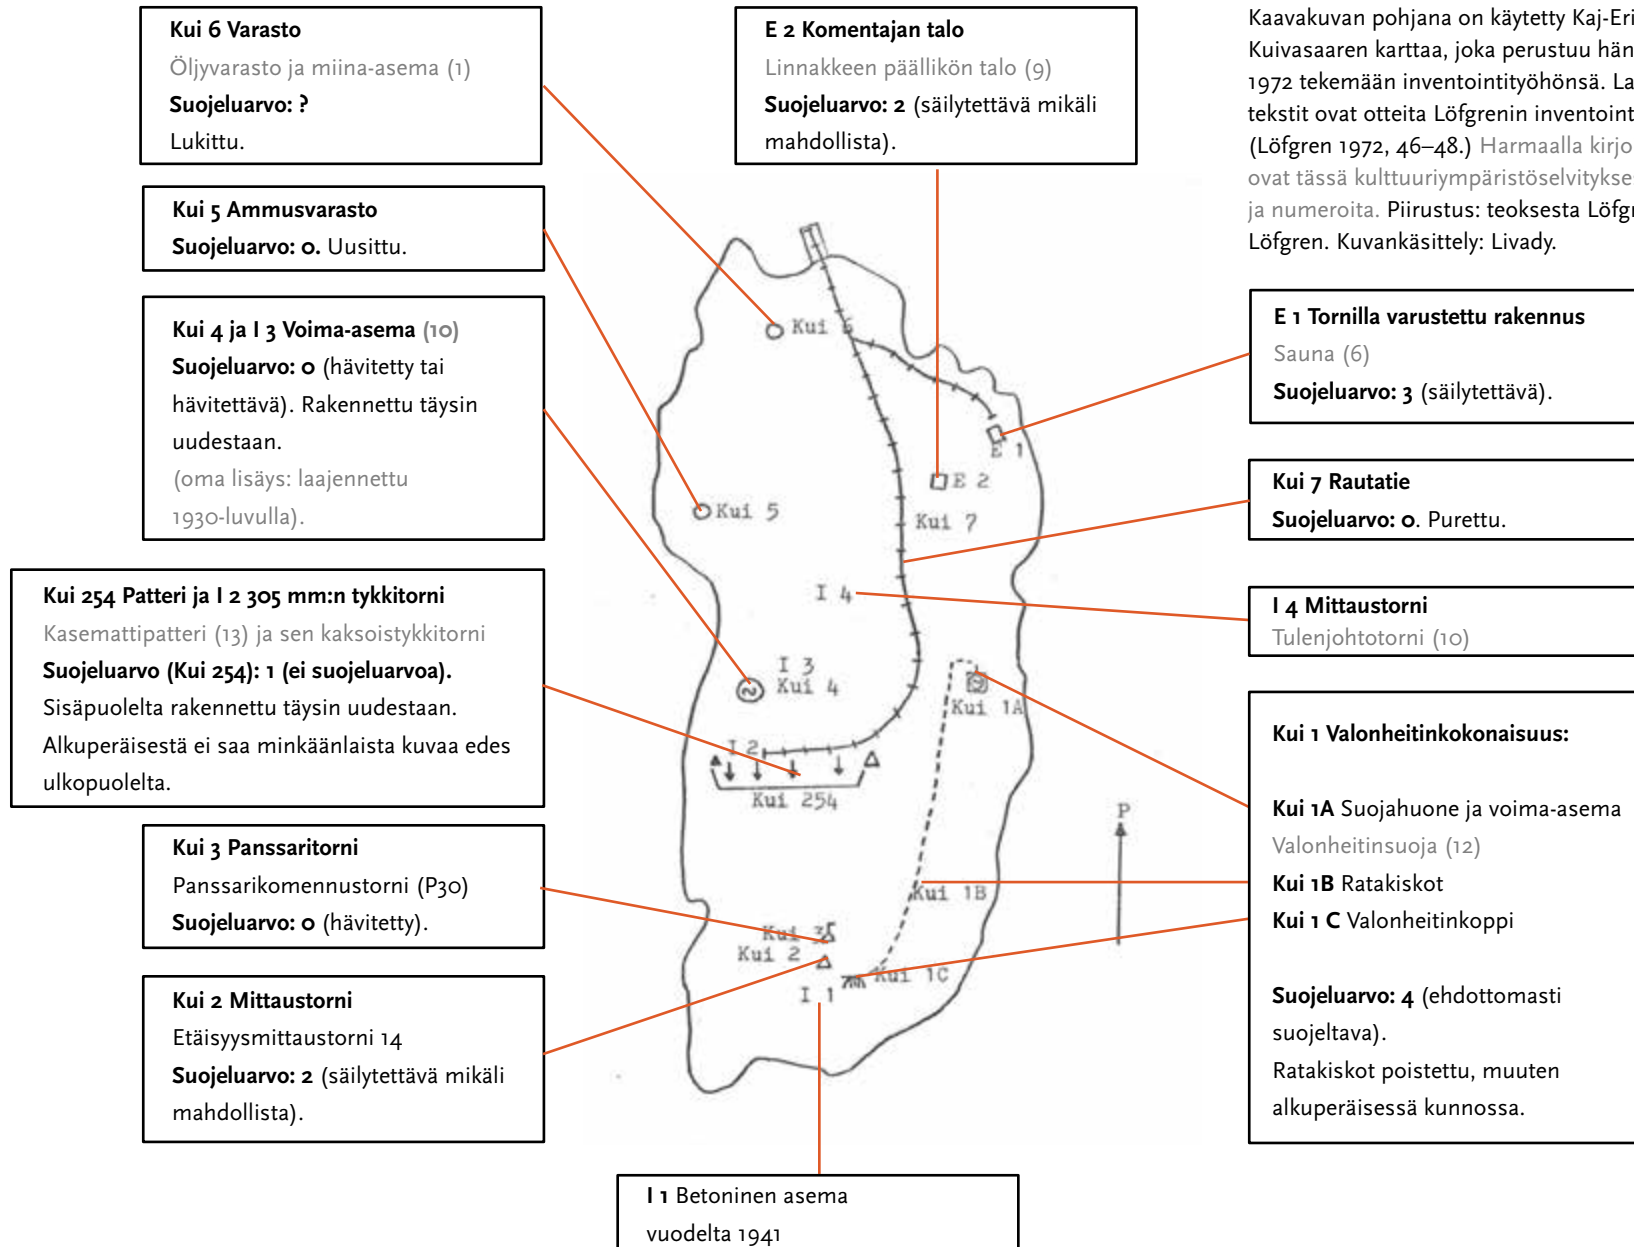 Kui 6 Varasto
Öljyvarasto ja miina-asema (1)
Suojeluarvo: ?
Lukittu.
E 2 Komentajan talo
Linnakkeen päällikön talo (9)
Suojeluarvo: 2 (säilytettävä mikäli
mahdollista).
Kaavakuvan pohjana on käytetty Kaj-Eri
Kuivasaaren karttaa, joka perustuu hän
1972 tekemään inventointityöhönsä. La
tekstit ovat otteita Löfgrenin inventoint
(Löfgren 1972, 46–48.) Harmaalla kirjo
ovat tässä kulttuuriympäristöselvitykse
ja numeroita. Piirustus: teoksesta Löfgr
Löfgren. Kuvankäsittely: Livady.
Kui 5 Ammusvarasto
Suojeluarvo: 0. Uusittu.
Kui 4 ja I 3 Voima-asema (10)
Suojeluarvo: 0 (hävitetty tai
hävitettävä). Rakennettu täysin
uudestaan.
(oma lisäys: laajennettu
1930-luvulla).
E 1 Tornilla varustettu rakennus
Sauna (6)
Suojeluarvo: 3 (säilytettävä).
Kui 7 Rautatie
Suojeluarvo: 0. Purettu.
Kui 254 Patteri ja I 2 305 mm:n tykkitorni
Kasemattipatteri (13) ja sen kaksoistykkitorni
Suojeluarvo (Kui 254): 1 (ei suojeluarvoa).
Sisäpuolelta rakennettu täysin uudestaan.
Alkuperäisestä ei saa minkäänlaista kuvaa edes
ulkopuolelta.
I 4 Mittaustorni
Tulenjohtotorni (10)
Kui 1 Valonheitinkokonaisuus:
Kui 1A Suojahuone ja voima-asema
Valonheitinsuoja (12)
Kui 1B Ratakiskot
Kui 1 C Valonheitinkoppi
Suojeluarvo: 4 (ehdottomasti
suojeltava).
Ratakiskot poistettu, muuten
alkuperäisessä kunnossa.
Kui 3 Panssaritorni
Panssarikomennustorni (P30)
Suojeluarvo: 0 (hävitetty).
Kui 2 Mittaustorni
Etäisyysmittaustorni 14
Suojeluarvo: 2 (säilytettävä mikäli
mahdollista).
I 1 Betoninen asema
vuodelta 1941
Kui 6
E 1
E 2
Kui 5
Kui 7
I 4
I 3
Kui 4
Kui 1A
I 2
Kui 254
P
Kui 1B
Kui 3
Kui 2
Kui 1C
I 1